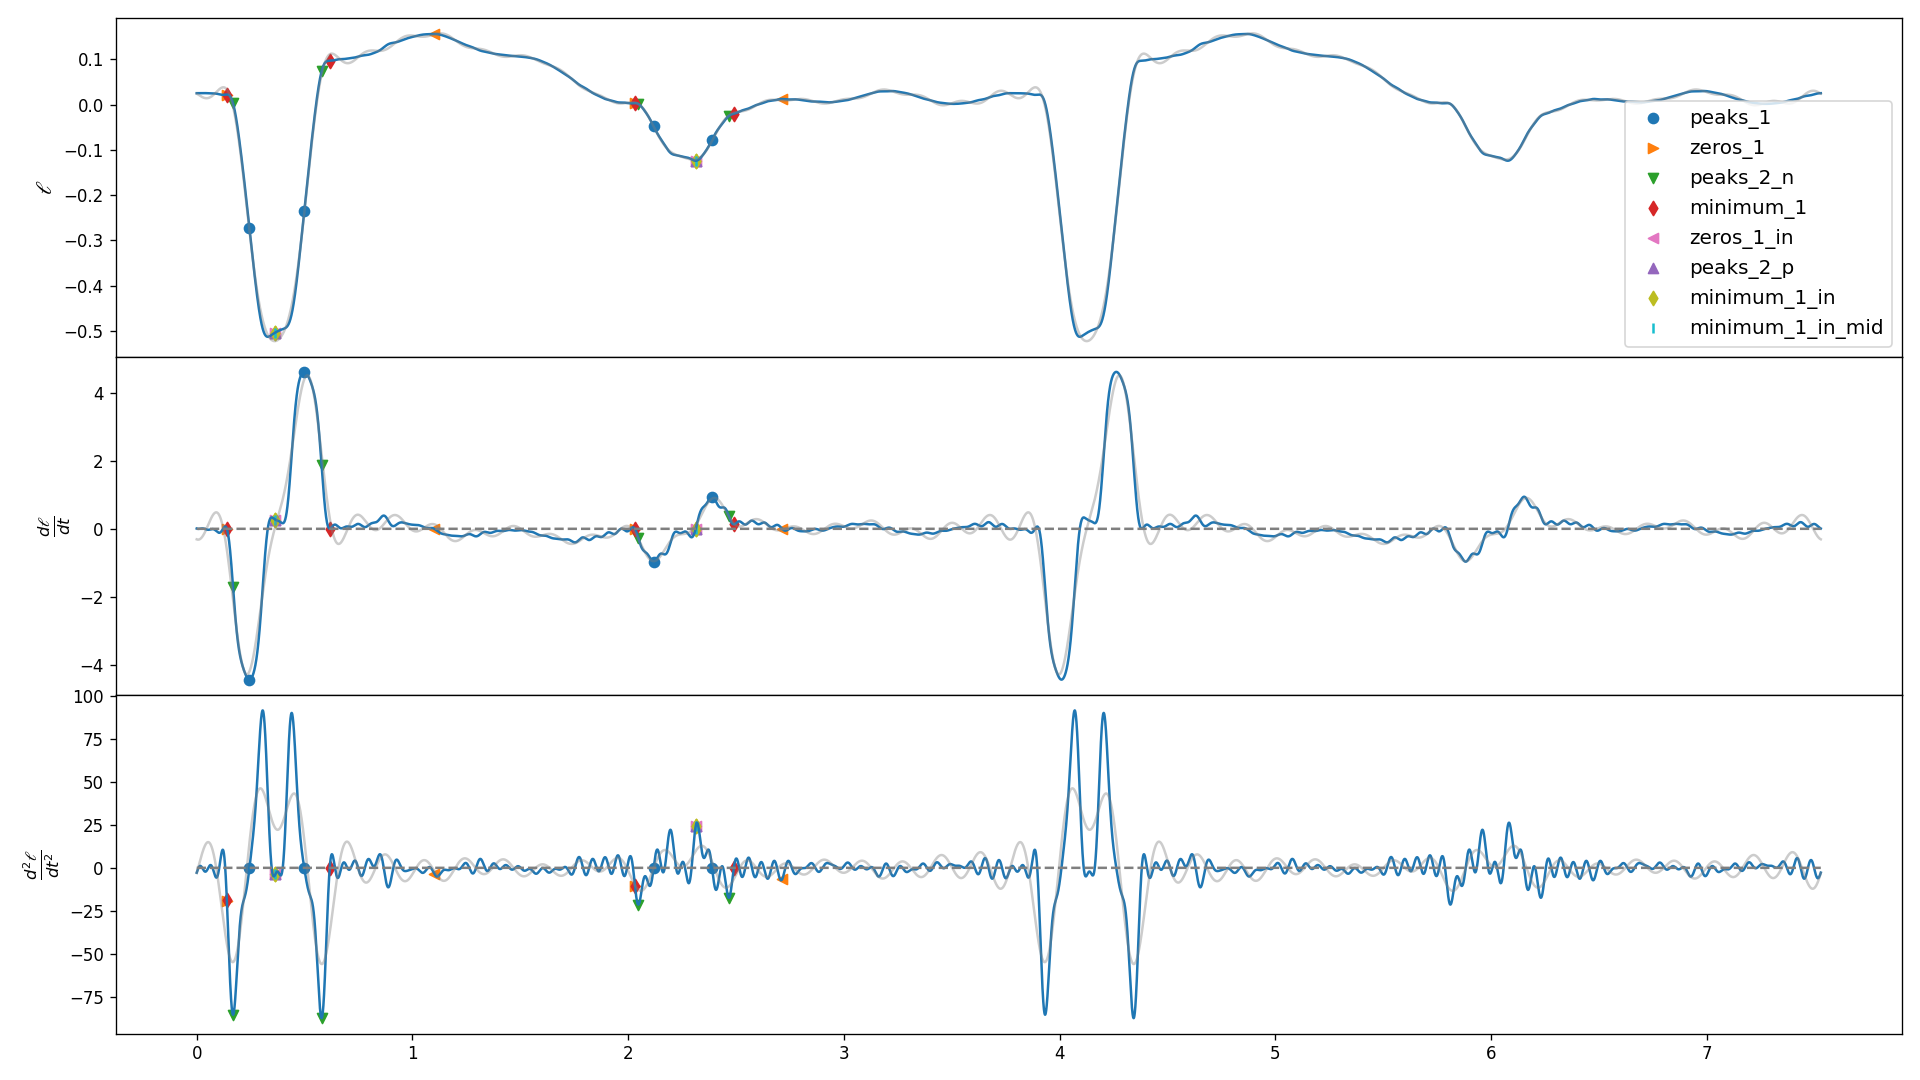 ℓ
0.1
0.0
−0.1
−0.2
−0.3
−0.4
−0.5
peaks_1
zeros_1
peaks_2_n
minimum_1
zeros_1_in
peaks_2_p
minimum_1_in
minimum_1_in_mid
dℓ/dt
4
2
0
−2
−4
d²ℓ/dt²
100
75
50
25
0
−25
−50
−75
0 1 2 3 4 5 6 7